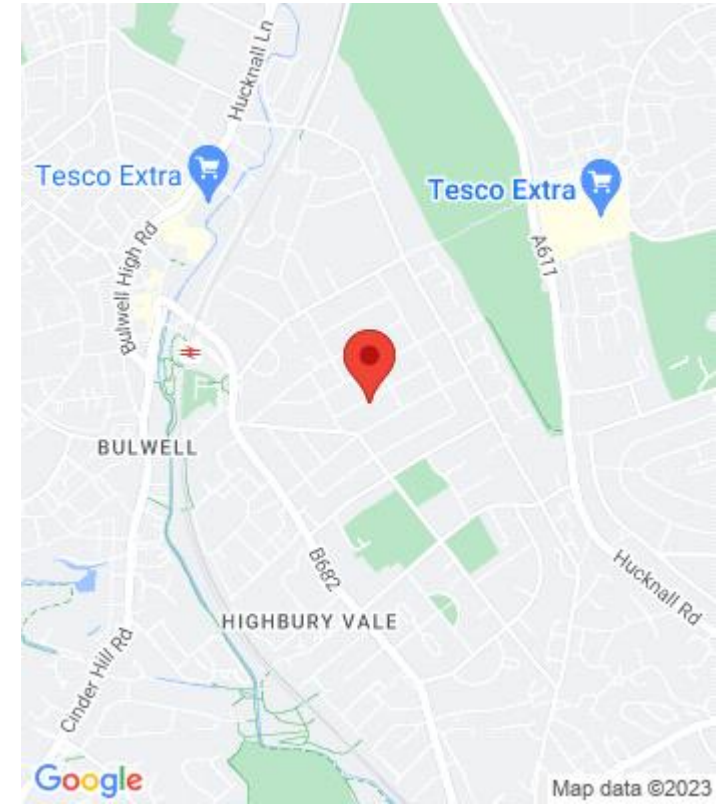 Hucknall Ln
Tesco Extra
Tesco Extra
Bulwell High Rd
A611
BULWELL
B682
Hucknall Rd
HIGHBURY VALE
Cinder Hill Rd
Google
Map data ©2023